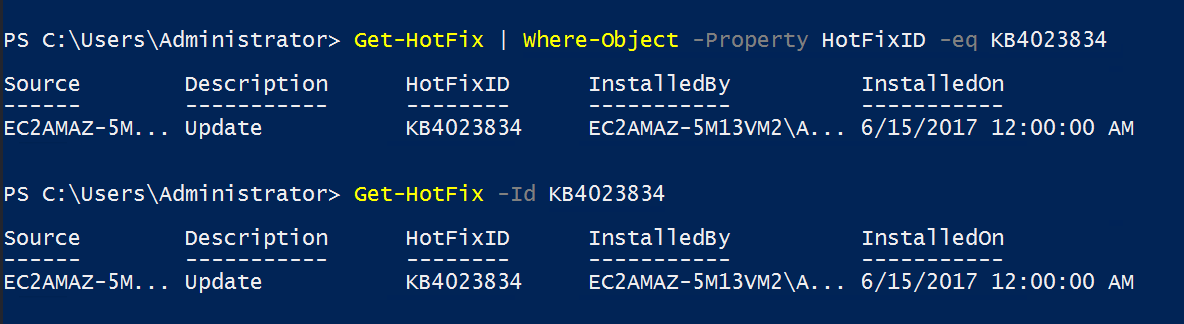 PS C:\Users\Administrator> Get-HotFix | Where-Object -Property HotFixID -eq KB4023834
Source Description HotFixID InstalledBy InstalledOn
------ ----------- -------- ----------- -----------
EC2AMAZ-5M... Update KB4023834 EC2AMAZ-5M13VM2\A... 6/15/2017 12:00:00 AM
PS C:\Users\Administrator> Get-HotFix -Id KB4023834
Source Description HotFixID InstalledBy InstalledOn
------ ----------- -------- ----------- -----------
EC2AMAZ-5M... Update KB4023834 EC2AMAZ-5M13VM2\A... 6/15/2017 12:00:00 AM